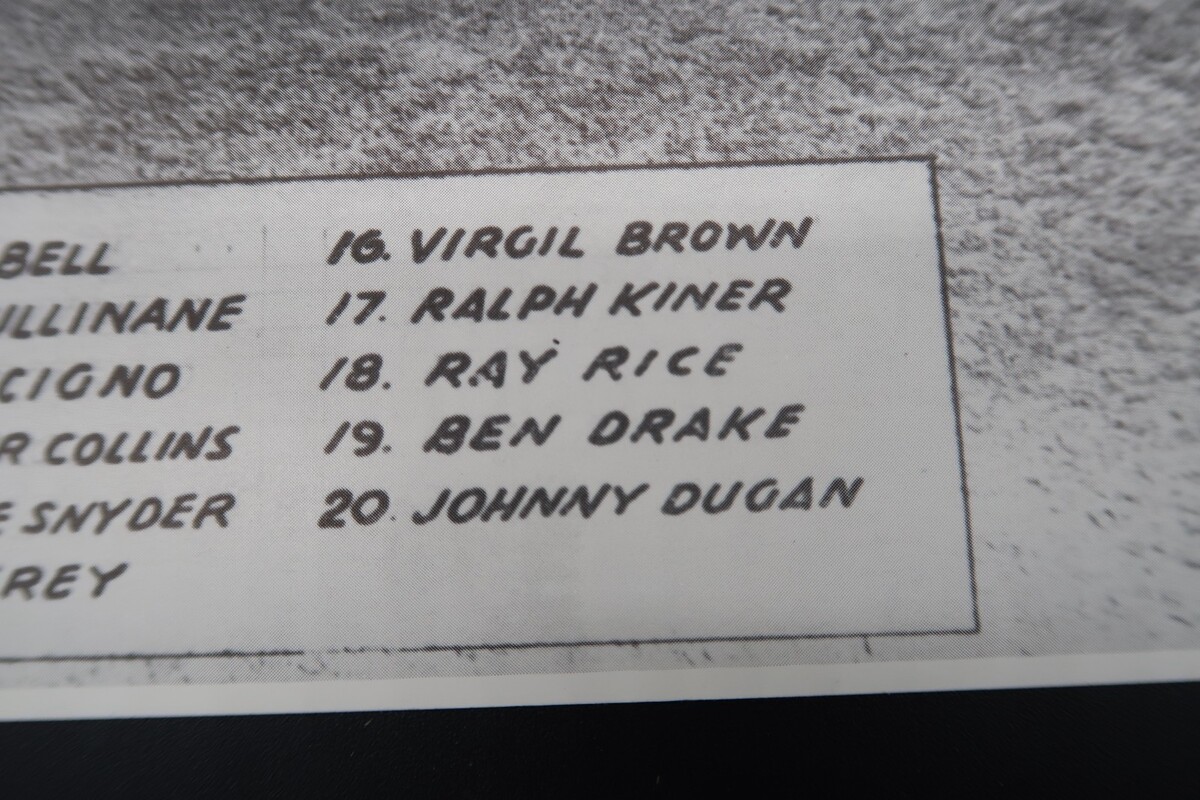 BELL
ULLINANE
CIGNO
R COLLINS
E SNYDER
REY
16. VIRGIL BROWN
17. RALPH KINER
18. RAY RICE
19. BEN DRAKE
20. JOHNNY DUGAN